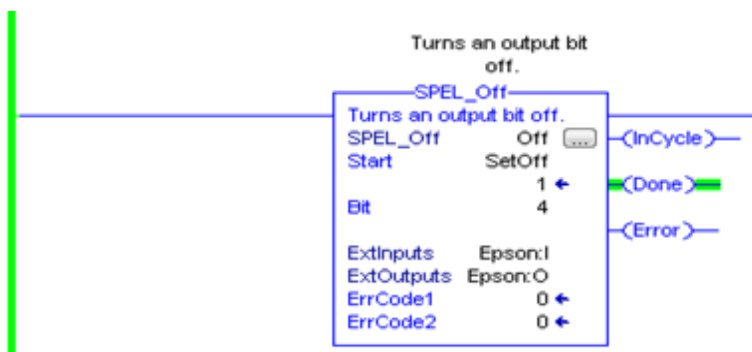 Turns an output bit
off.
SPEL_Off
Turns an output bit off.
SPEL_Off Off ... (InCycle)
Start SetOff
1 ← (Done)
Bit 4
(Error)
ExtInputs Epson:I
ExtOutputs Epson:O
ErrCode1 0 ←
ErrCode2 0 ←